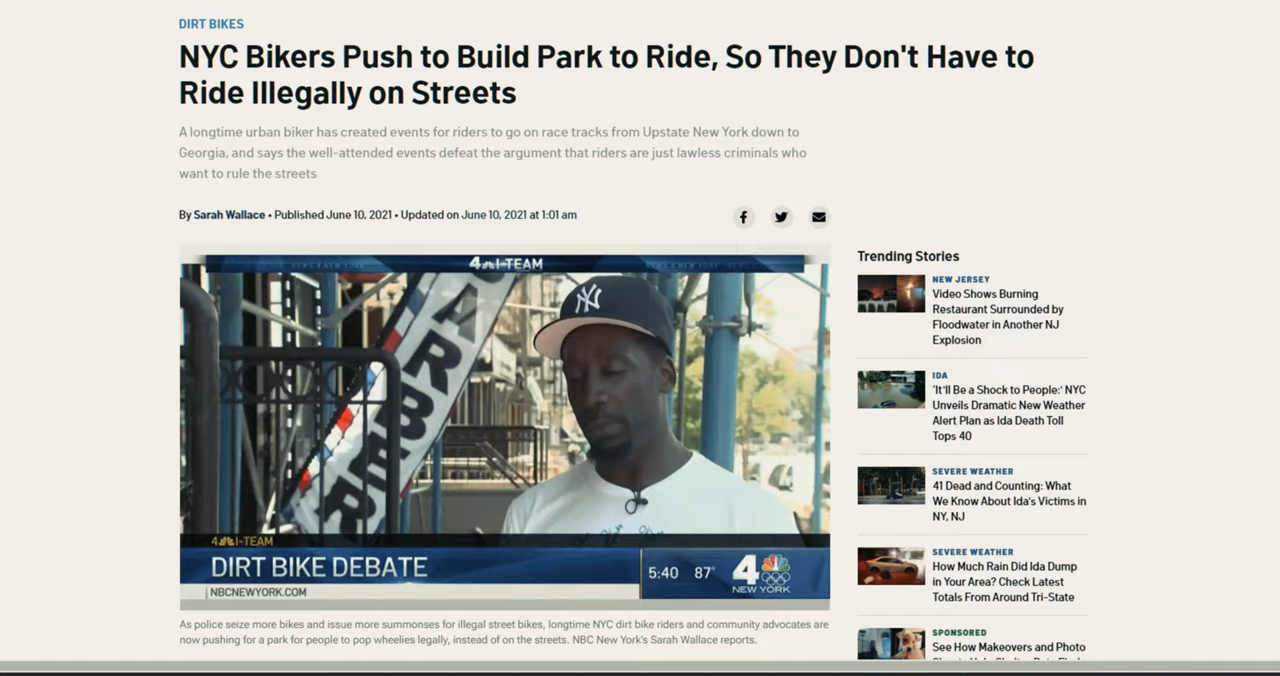 DIRT BIKES
NYC Bikers Push to Build Park to Ride, So They Don't Have to
Ride Illegally on Streets
A longtime urban biker has created events for riders to go on race tracks from Upstate New York down to
Georgia, and says the well-attended events defeat the argument that riders are just lawless criminals who
want to rule the streets
By Sarah Wallace • Published June 10, 2021 • Updated on June 10, 2021 at 1:01 am
4 I-TEAM
BARBER
NY
4 I-TEAM
DIRT BIKE DEBATE
NBCNEWYORK.COM
5:40 87°
4
NEW YORK
As police seize more bikes and issue more summonses for illegal street bikes, longtime NYC dirt bike riders and community advocates are
now pushing for a park for people to pop wheelies legally, instead of on the streets. NBC New York's Sarah Wallace reports.
Trending Stories
NEW JERSEY
Video Shows Burning
Restaurant Surrounded by
Floodwater in Another NJ
Explosion
IDA
'It'll Be a Shock to People:' NYC
Unveils Dramatic New Weather
Alert Plan as Ida Death Toll
Tops 40
SEVERE WEATHER
41 Dead and Counting: What
We Know About Ida's Victims in
NY, NJ
SEVERE WEATHER
How Much Rain Did Ida Dump
in Your Area? Check Latest
Totals From Around Tri-State
SPONSORED
See How Makeovers and Photo